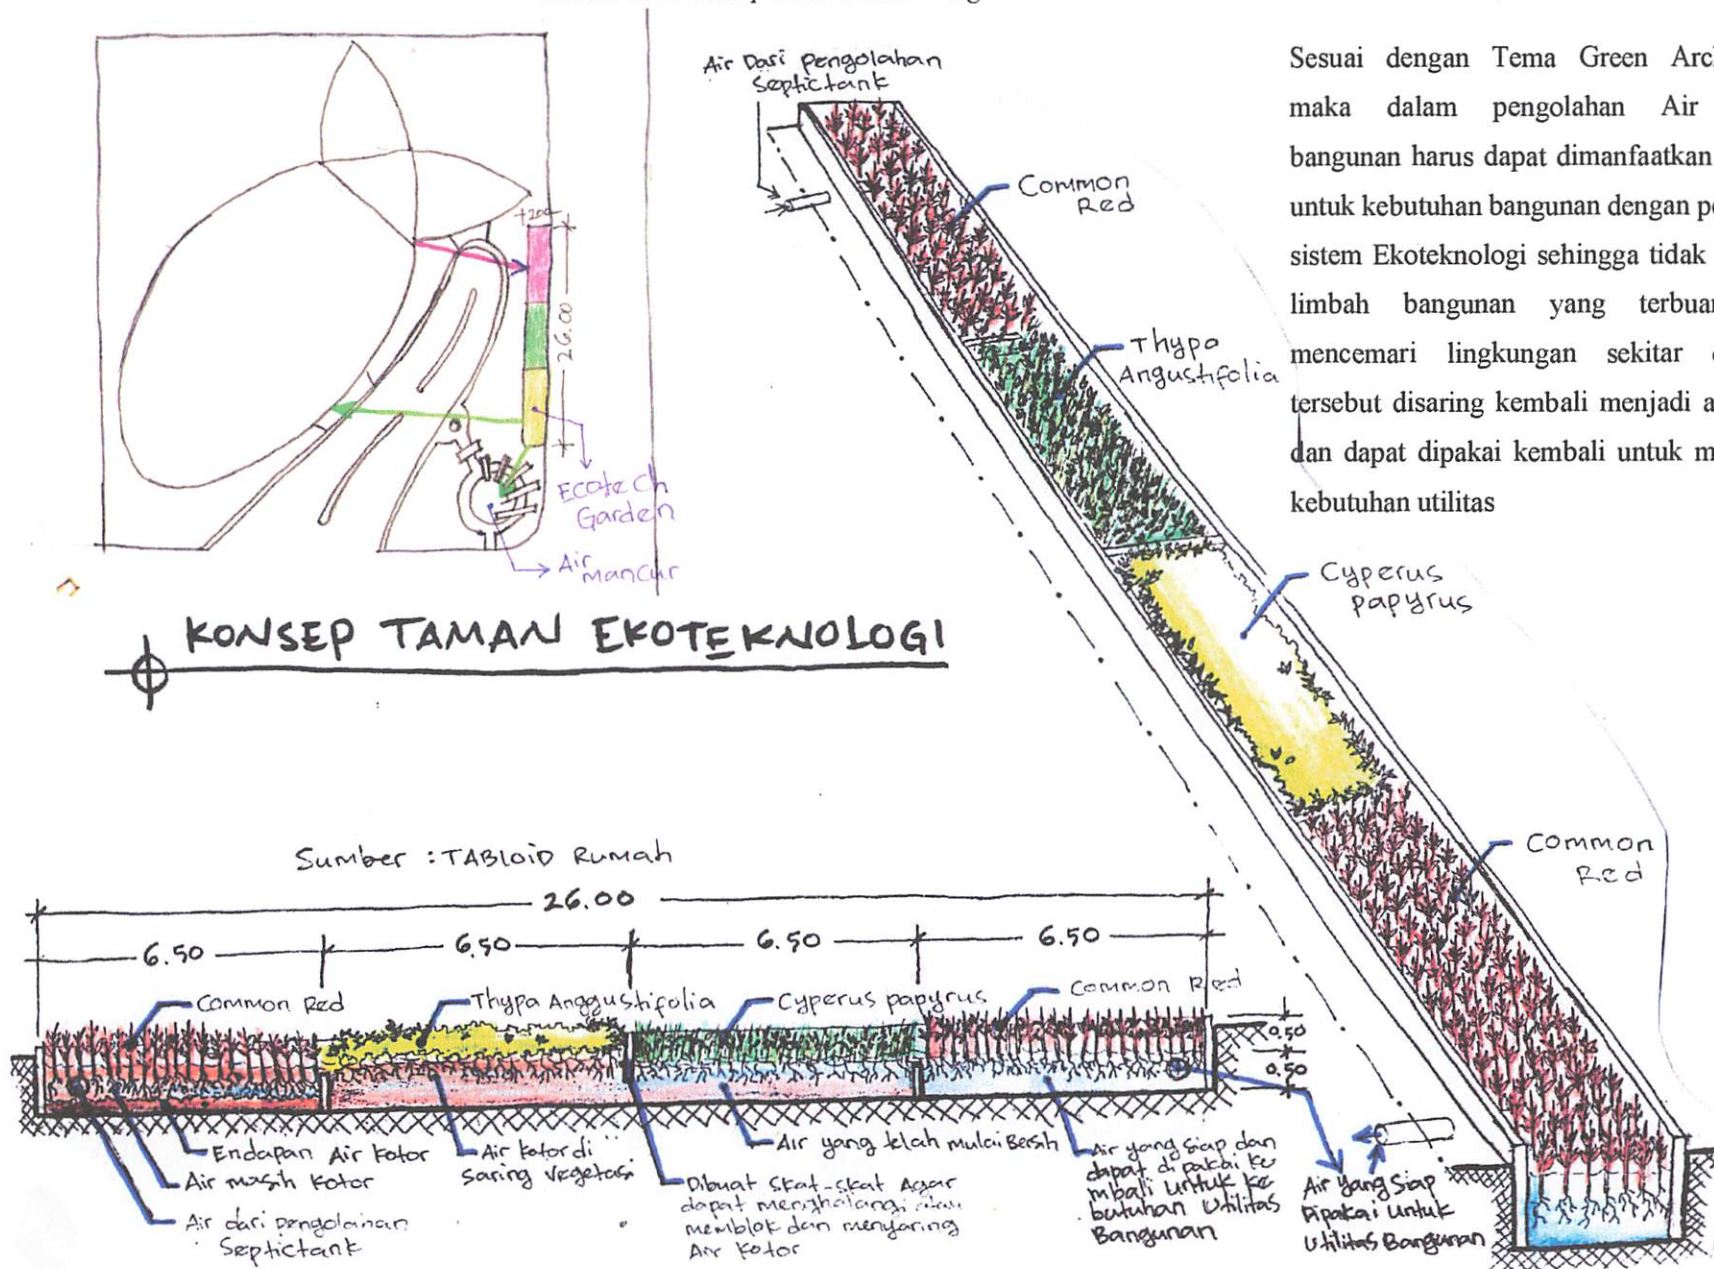 Air Dari pengolahan
Septictank
Common
Red
Thypa
Angustifolia
Cyperus
papyrus
Common
Red
Sesuai dengan Tema Green
maka dalam pengolahan Air
bangunan harus dapat dimanfaatkan
untuk kebutuhan bangunan dengan
sistem Ekoteknologi sehingga tidak
limbah bangunan yang
mencemari lingkungan sekitar
tersebut disaring kembali menjadi
dan dapat dipakai kembali untuk
kebutuhan utilitas
26.00
Ecotech
Garden
Air
mancur
KONSEP TAMAN EKOTEKNOLOGI
Sumber : TABLOID Rumah
26.00
6.50 6.50 6.50 6.50
Common Red
Thypa Anggustifolia
Cyperus papyrus
Common Red
0.50
0.50
Endapan Air kotor
Air masih kotor
Air dari pengolahan
Septictank
Air kotor di
saring vegetasi
Dibuat Skat-skat Agar
dapat menghalangi atau
memblok dan menyaring
Air kotor
Air yang telah mulai Bersih
Air yang siap dan
dapat di pakai ke
mbali untuk ke
butuhan Utilitas
Bangunan
Air yang siap
Dipakai untuk
Utilitas Bangunan